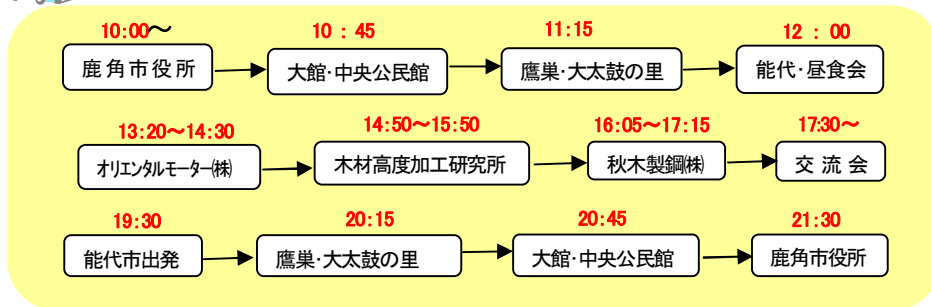 10:00～ 10：45 11:15 12：00
鹿角市役所 大館･中央公民館 鷹巣･大太鼓の里 能代･昼食会
13:20～14:30 14:50～15:50 16:05～17:15 17:30～
オリエンタルモーター㈱ 木材高度加工研究所 秋木製鋼㈱ 交流会
19:30 20:15 20:45 21:30
能代市出発 鷹巣･大太鼓の里 大館･中央公民館 鹿角市役所